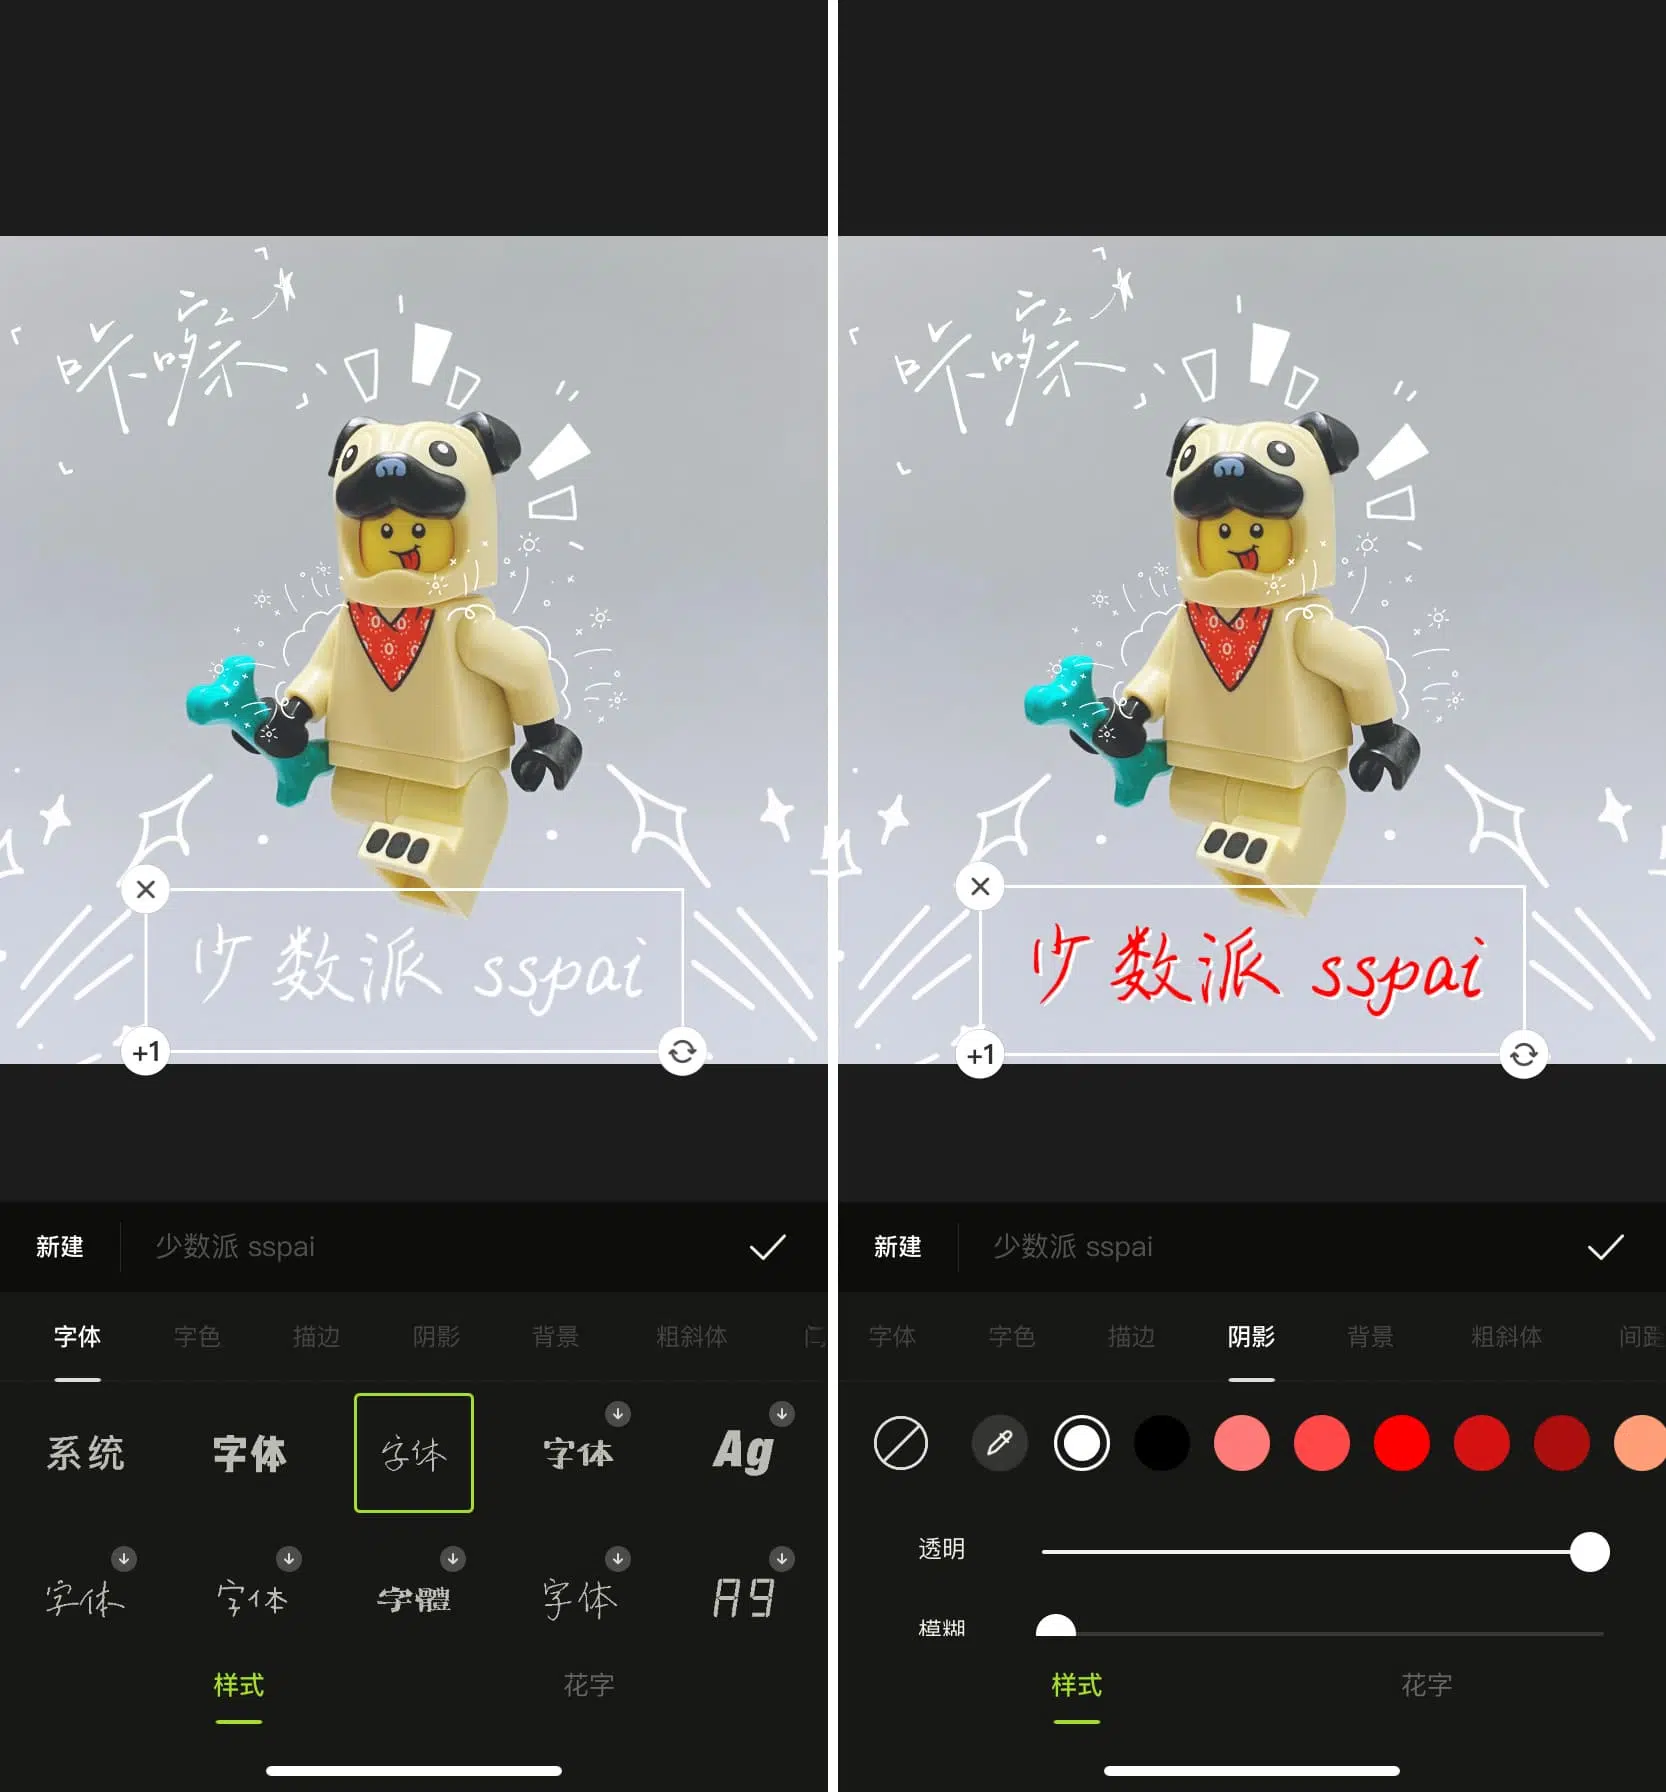 咔嚓
少数派 sspai
+1
新建 少数派 sspai
字体 字色 描边 阴影 背景 粗斜体
系统 字体 字体 字体 Ag
字体 字体 字體 字体 Ag
样式 花字
咔嚓
少数派 sspai
+1
新建 少数派 sspai
字体 字色 描边 阴影 背景 粗斜体 间距
透明
模糊
样式 花字